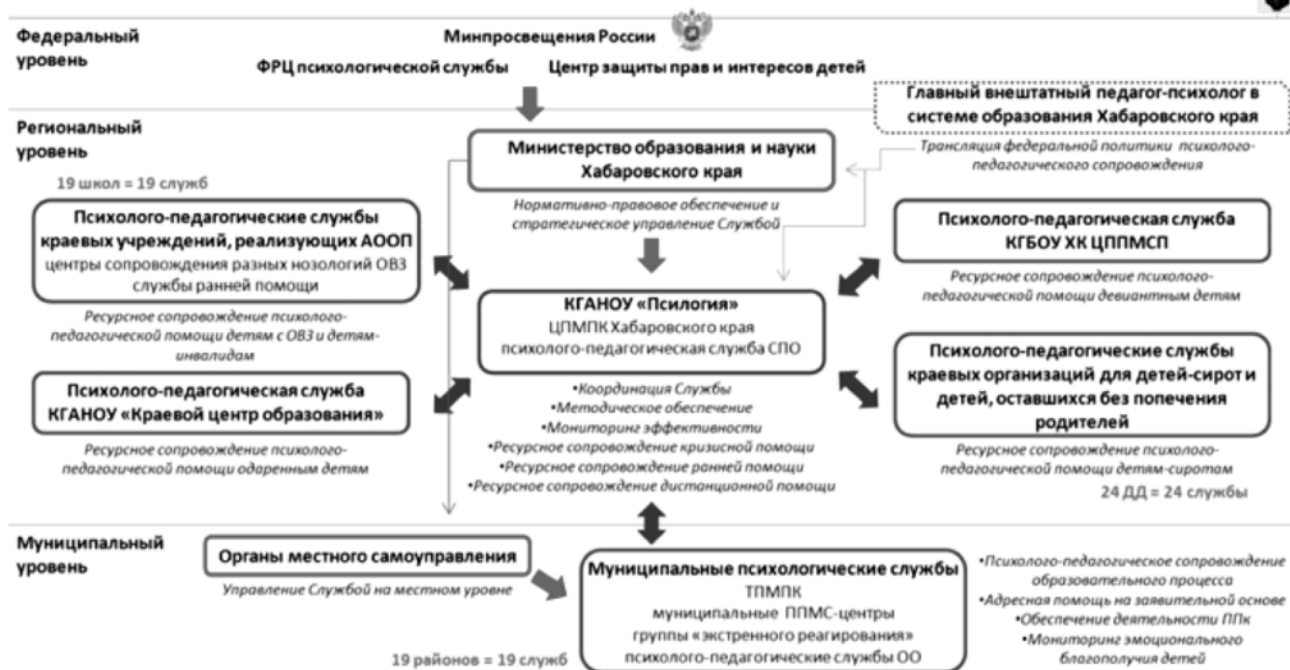 Федеральный
уровень
Минпросвещения России
ФРЦ психологической службы
Центр защиты прав и интересов детей
Главный внештатный педагог-психолог в
системе образования Хабаровского края
Трансляция федеральной политики психолого-
педагогического сопровождения
Региональный
уровень
Министерство образования и науки
Хабаровского края
Нормативно-правовое обеспечение и
стратегическое управление Службой
19 школ = 19 служб
Психолого-педагогические службы
краевых учреждений, реализующих АООП
центры сопровождения разных нозологий ОВЗ
службы ранней помощи
Ресурсное сопровождение психолого-
педагогической помощи детям с ОВЗ и детям-
инвалидам
Психолого-педагогическая служба
КГАНОУ «Краевой центр образования»
Ресурсное сопровождение психолого-
педагогической помощи одаренным детям
КГАНОУ «Псилогия»
ЦПМПК Хабаровского края
психолого-педагогическая служба СПО
•Координация Службы
•Методическое обеспечение
•Мониторинг эффективности
•Ресурсное сопровождение кризисной помощи
•Ресурсное сопровождение ранней помощи
•Ресурсное сопровождение дистанционной помощи
Психолого-педагогическая служба
КГБОУ ХК ЦППМСП
Ресурсное сопровождение психолого-
педагогической помощи девиантным детям
Психолого-педагогические службы
краевых организаций для детей-сирот и
детей, оставшихся без попечения
родителей
Ресурсное сопровождение психолого-
педагогической помощи детям-сиротам
24 ДД = 24 службы
Муниципальный
уровень
Органы местного самоуправления
Управление Службой на местном уровне
19 районов = 19 служб
Муниципальные психологические службы
ТПМПК
муниципальные ППМС-центры
группы «экстренного реагирования»
психолого-педагогические службы ОО
•Психолого-педагогическое сопровождение
образовательного процесса
•Адресная помощь на заявительной основе
•Обеспечение деятельности ППк
•Мониторинг эмоционального
благополучия детей